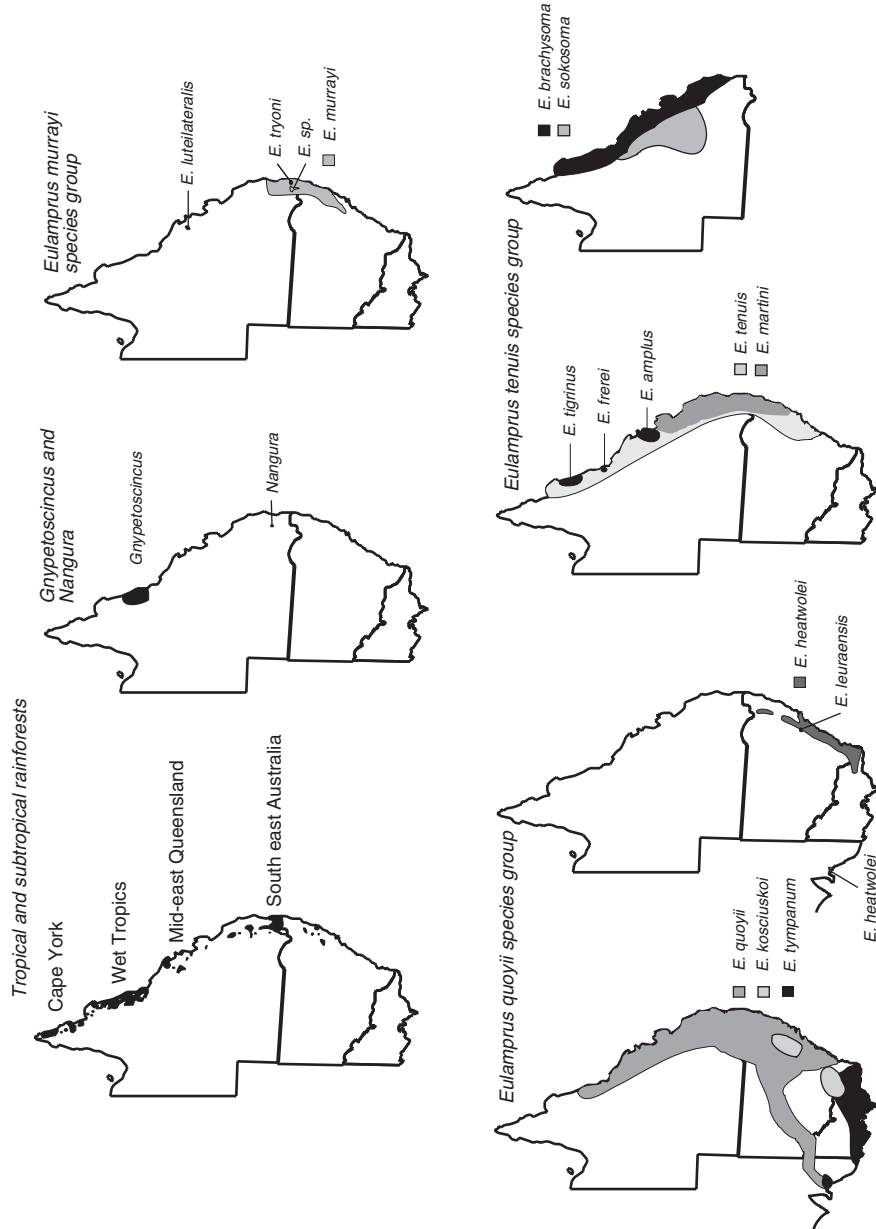 Tropical and subtropical rainforests
Cape York
Wet Tropics
Mid-east Queensland
South east Australia
Gnypetoscincus and
Nangura
Gnypetoscincus
Nangura
Eulamprus murrayi
species group
E. luteilateralis
E. tryoni
E. sp.
E. murrayi
Eulamprus quoyii species group
E. quoyii
E. kosciuskoi
E. tympanum
E. heatwolei
E. heatwolei
E. leuraensis
Eulamprus tenuis species group
E. tigrinus
E. frerei
E. amplus
E. tenuis
E. martini
E. brachysoma
E. sokosoma